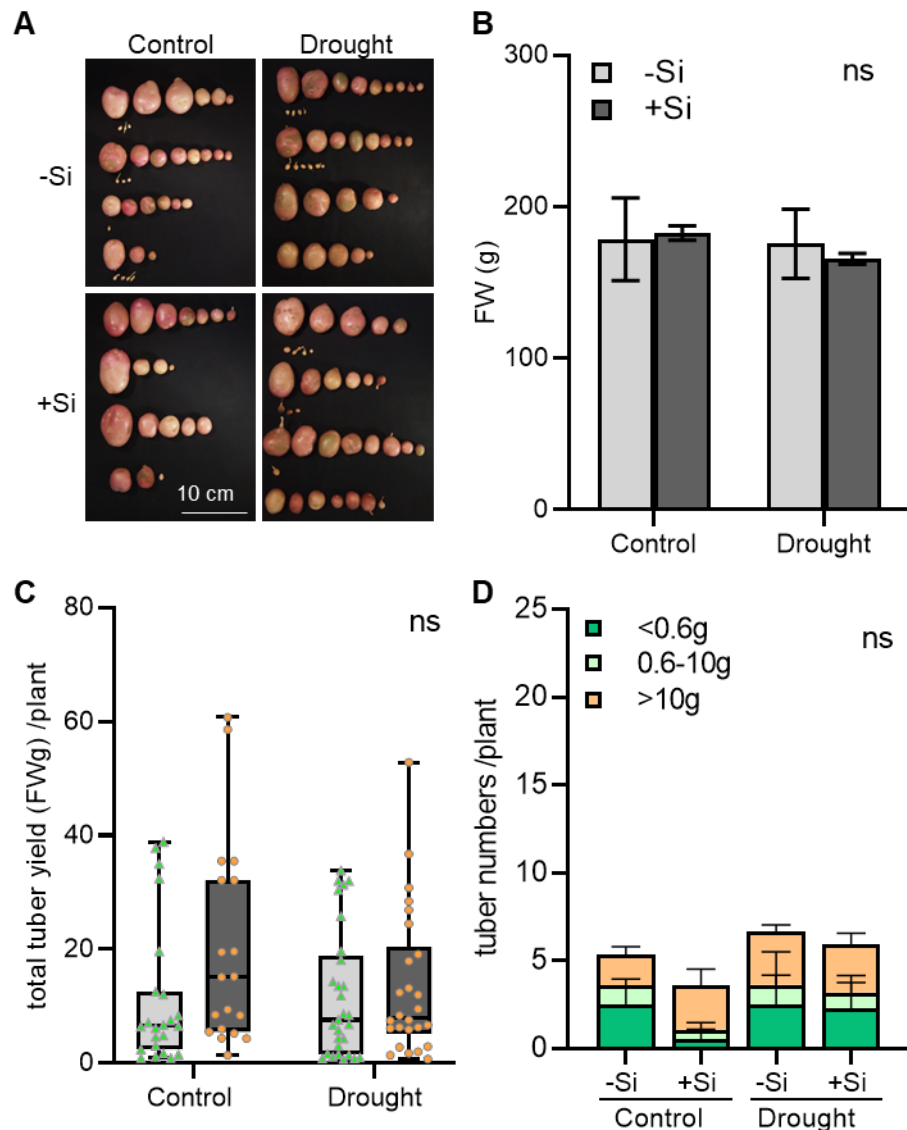 A
Control
Drought
-Si
+Si
10 cm
B
FW (g)
300
200
100
0
-Si
+Si
ns
Control
Drought
C
total tuber yield (FWg) /plant
80
60
40
20
0
ns
Control
Drought
D
tuber numbers /plant
25
20
15
10
5
0
<0.6g
0.6-10g
>10g
ns
-Si +Si -Si +Si
Control Drought